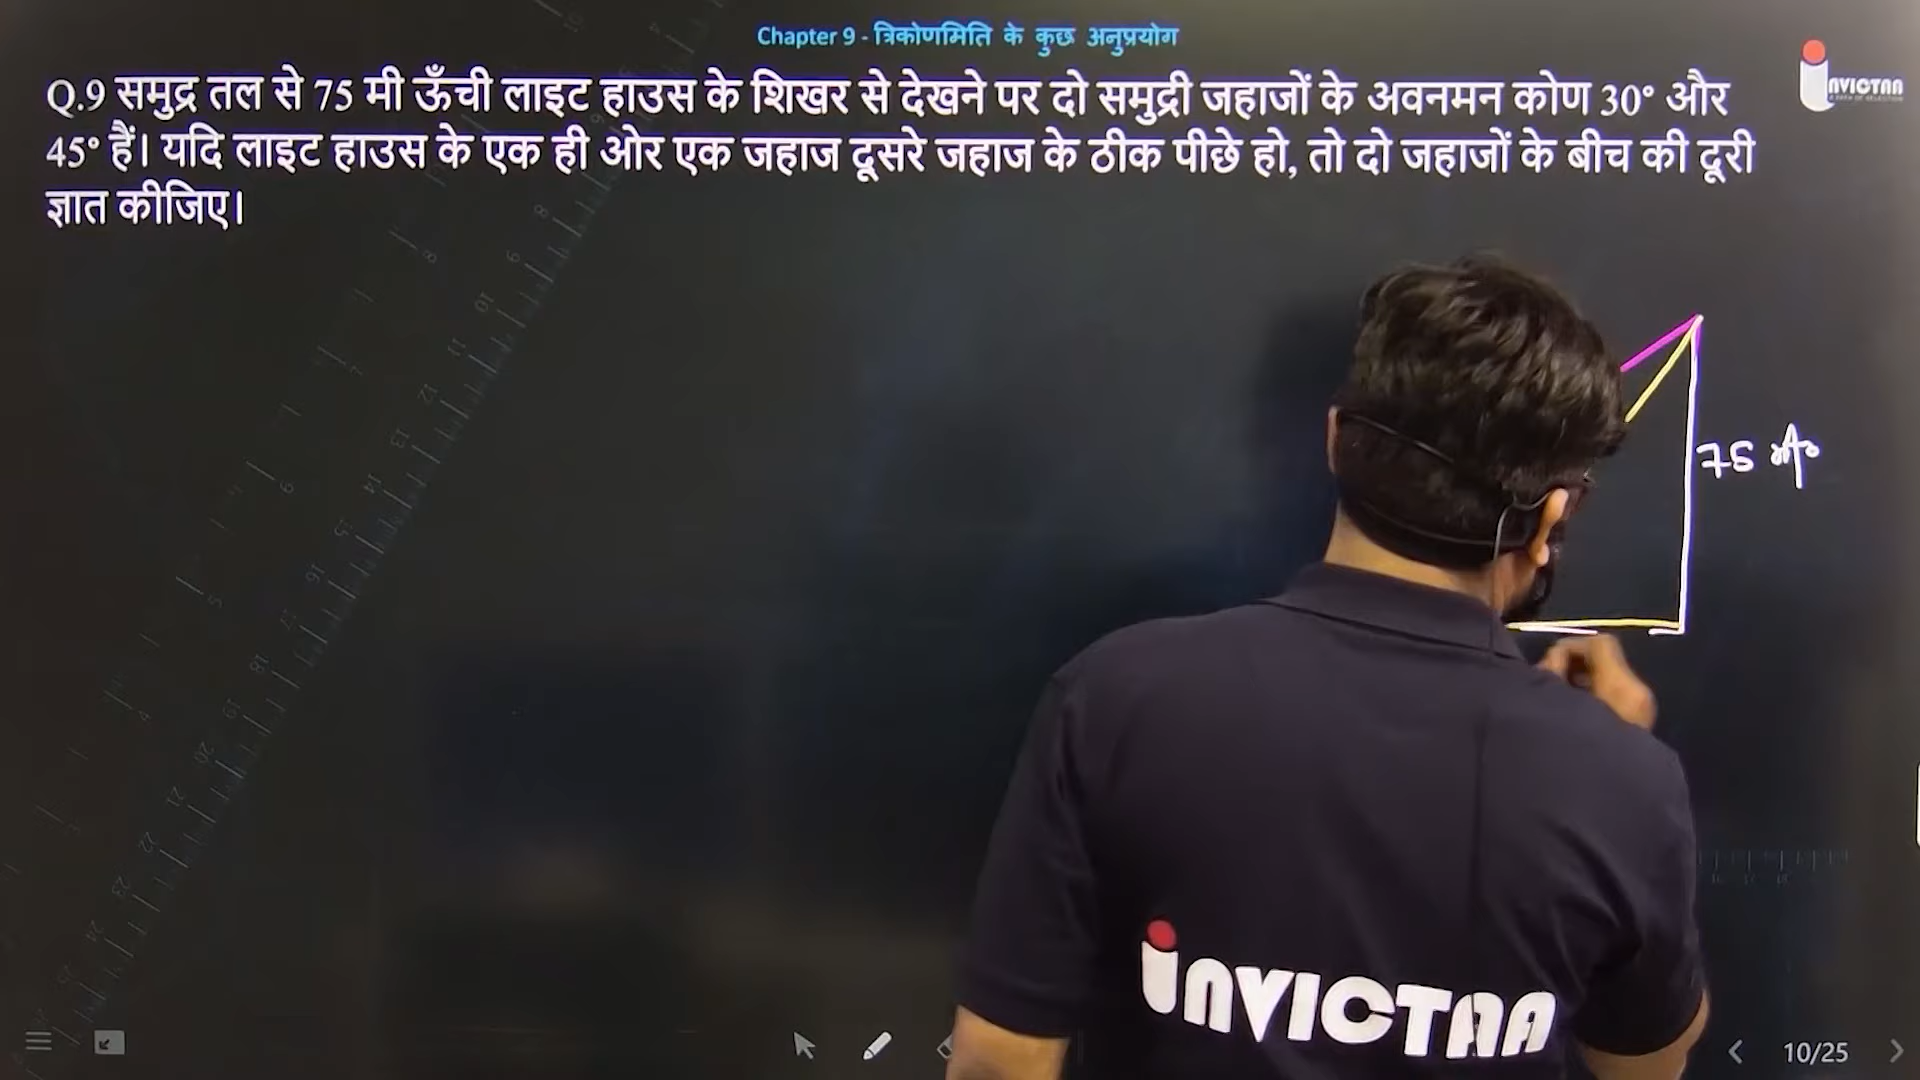 Chapter 9 - त्रिकोणमिति के कुछ अनुप्रयोग
Q.9 समुद्र तल से 75 मी ऊँची लाइट हाउस के शिखर से देखने पर दो समुद्री जहाजों के अवनमन कोण 30° और
45° हैं। यदि लाइट हाउस के एक ही ओर एक जहाज दूसरे जहाज के ठीक पीछे हो, तो दो जहाजों के बीच की दूरी
ज्ञात कीजिए।
iNVICTAA
75 मी०
iNVICTAA
10/25